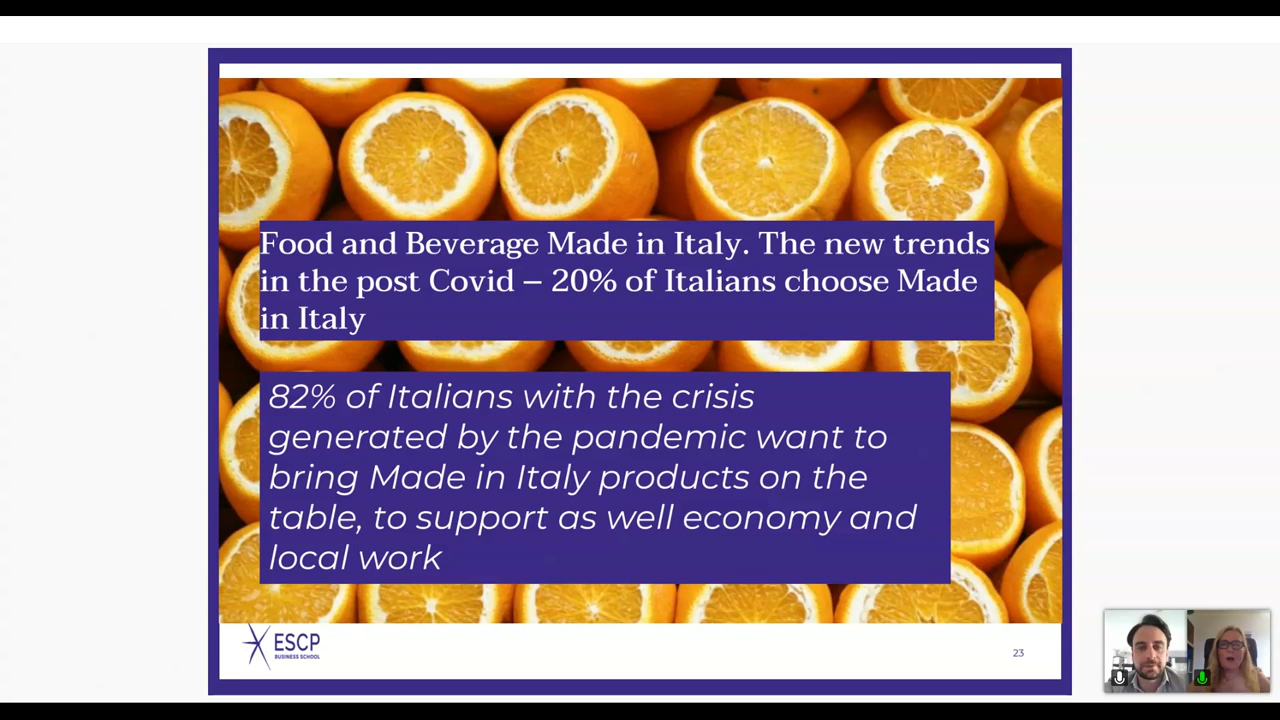 Food and Beverage Made in Italy. The new trends
in the post Covid – 20% of Italians choose Made
in Italy
82% of Italians with the crisis
generated by the pandemic want to
bring Made in Italy products on the
table, to support as well economy and
local work
ESCP
BUSINESS SCHOOL
23